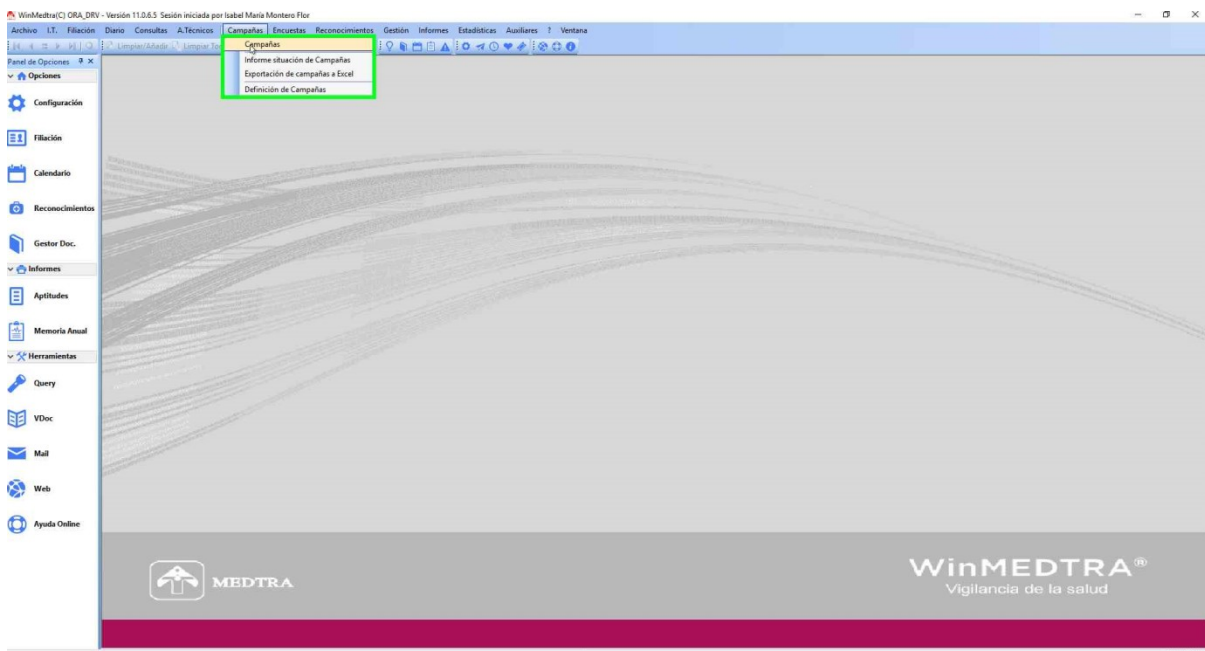 WinMedtra(C) ORA_DRV - Versión 11.0.6.5 Sesión iniciada por Isabel María Montero Flor
Archivo I.T. Filiación Diario Consultas A.Técnicos Campañas Encuestas Reconocimientos Gestión Informes Estadísticas Auxiliares ? Ventana
Limpiar/Añadir Limpiar
Campañas
Informe situación de Campañas
Exportación de campañas a Excel
Definición de Campañas
Panel de Opciones
Opciones
Configuración
Filiación
Calendario
Reconocimientos
Gestor Doc.
Informes
Aptitudes
Memoria Anual
Herramientas
Query
VDoc
Mail
Web
Ayuda Online
MEDTRA
WinMEDTRA®
Vigilancia de la salud